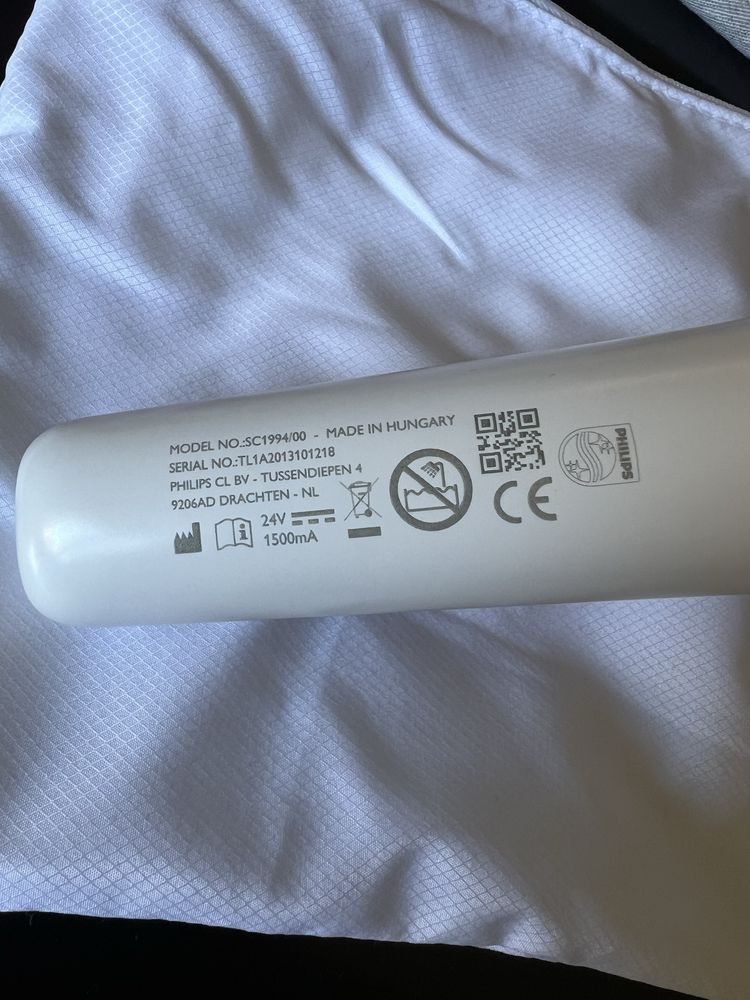 MODEL NO.:SC1994/00 - MADE IN HUNGARY
SERIAL NO.:TL1A2013101218
PHILIPS CL BV - TUSSENDIEPEN 4
9206AD DRACHTEN - NL
24V
1500mA
CE
PHILIPS